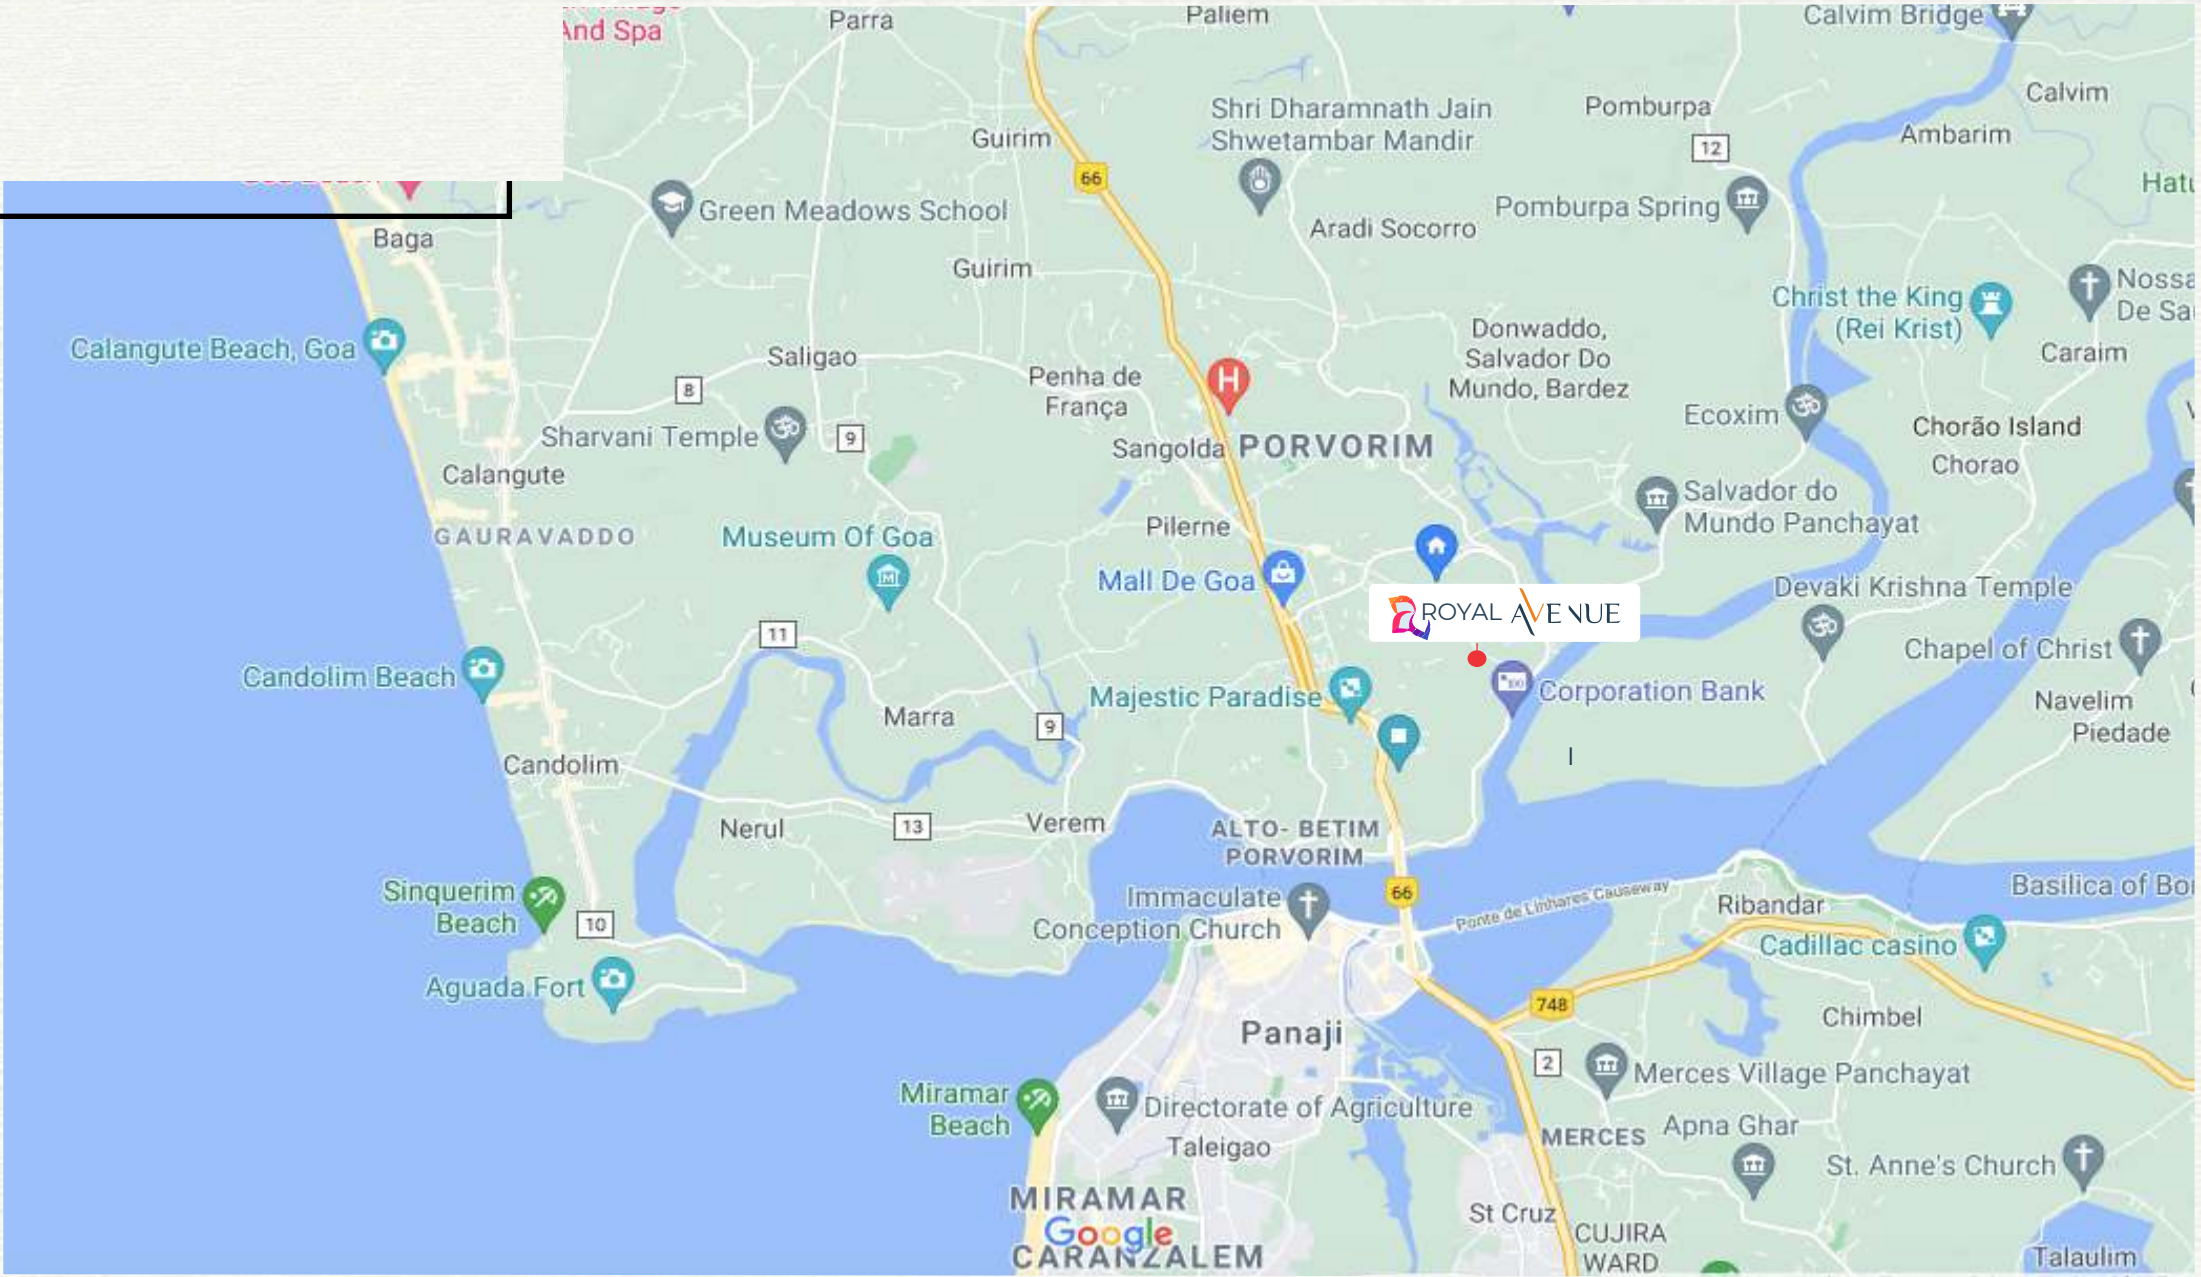 And Spa
Parra
Paliem
Calvim Bridge
Calvim
Shri Dharamnath Jain
Shwetambar Mandir
Pomburpa
12
Ambarim
Guirim
66
Green Meadows School
Aradi Socorro
Pomburpa Spring
Baga
Guirim
Christ the King
(Rei Krist)
Calangute Beach, Goa
Saligao
Donwaddo,
Salvador Do
Mundo, Bardez
Caraim
8
Penha de
França
H
Ecoxim
Chorão Island
Chorao
Sharvani Temple
9
Sangolda
PORVORIM
Calangute
Salvador do
Mundo Panchayat
GAURAVADDO
Museum Of Goa
M
Pilerne
Mall De Goa
Devaki Krishna Temple
ROYAL AVENUE
11
Chapel of Christ
Candolim Beach
Majestic Paradise
Corporation Bank
Navelim
Piedade
Marra
9
Candolim
Nerul
13
Verem
ALTO- BETIM
PORVORIM
Sinquerim
Beach
10
Immaculate
Conception Church
66
Ponte de Linhares Causeway
Ribandar
Basilica of Bo
Cadillac casino
Aguada Fort
748
Chimbel
Panaji
2
Merces Village Panchayat
Miramar
Beach
Directorate of Agriculture
Taleigao
MERCES
Apna Ghar
St. Anne's Church
MIRAMAR
Google
CARANZALEM
St Cruz
CUJIRA
WARD
Talaulim
Hatu
Nossa
De Sa